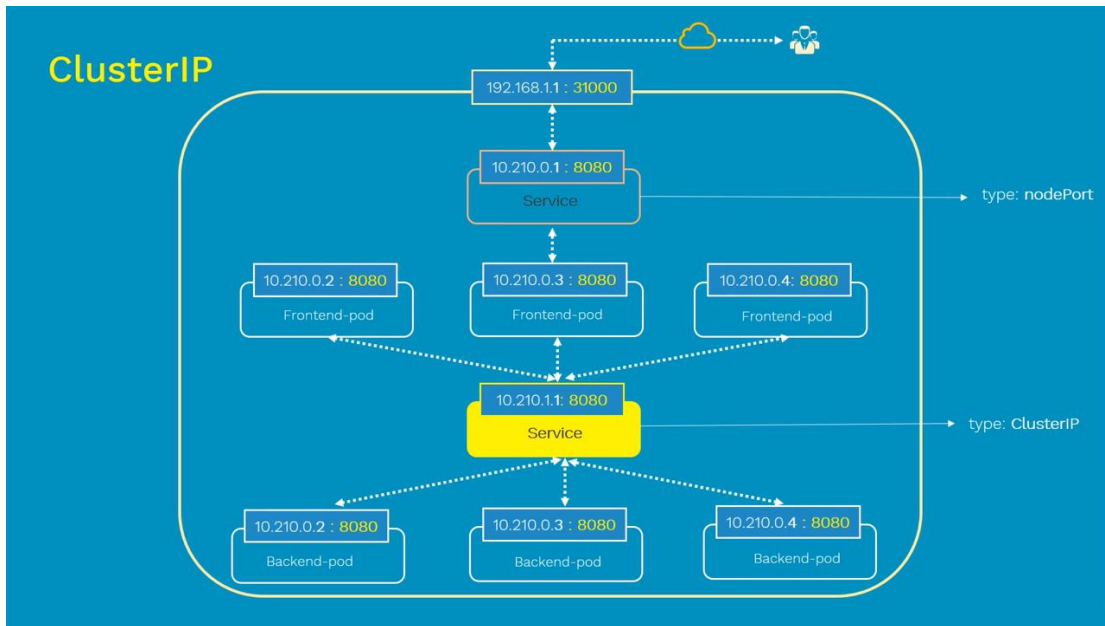 ClusterIP
192.168.1.1 : 31000
10.210.0.1 : 8080
Service
type: nodePort
10.210.0.2 : 8080
10.210.0.3 : 8080
10.210.0.4: 8080
Frontend-pod
Frontend-pod
Frontend-pod
10.210.1.1: 8080
Service
type: ClusterIP
10.210.0.2 : 8080
10.210.0.3 : 8080
10.210.0.4 : 8080
Backend-pod
Backend-pod
Backend-pod